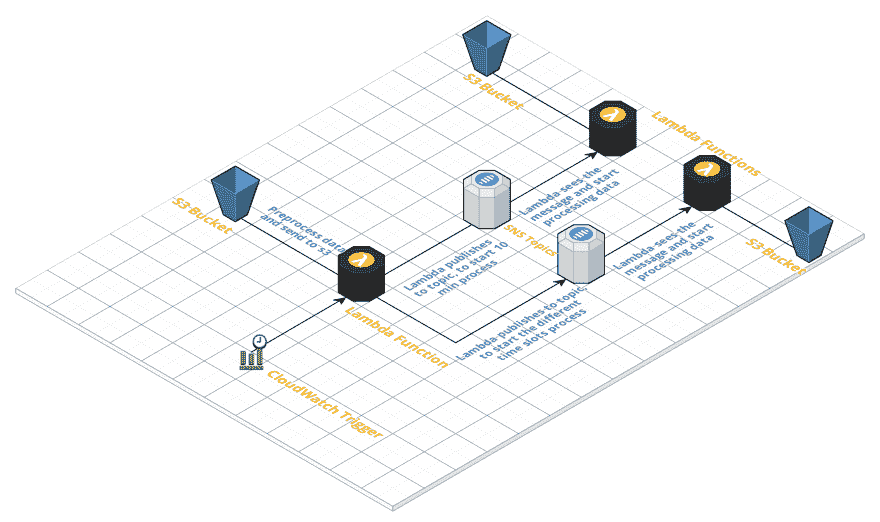 S3-Bucket
Lambda Functions
Lambda-sees-the
message and start
processing data
S3-Bucket
Preprocess data
and send to s3
SNS Topics
S3-Bucket
Lambda-sees-the
message and start
processing data
Lambda publishes
to topic, to start 10
min process
Lambda-publishes-to-topic,
to start the different
time slots process
Lambda Function
CloudWatch Trigger